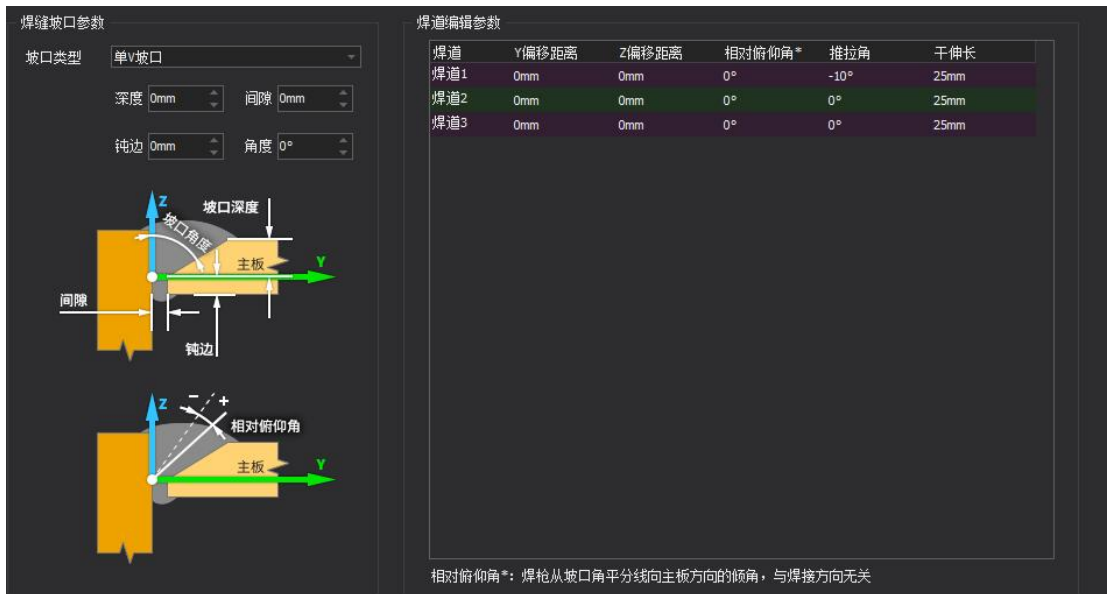 焊缝坡口参数
坡口类型 单V坡口
深度 0mm 间隙 0mm
钝边 0mm 角度 0°
Z
坡口深度
坡口角度
主板
Y
间隙
钝边
Z
- +
相对俯仰角
主板
Y
焊道编辑参数
焊道 Y偏移距离 Z偏移距离 相对俯仰角* 推拉角 干伸长
焊道1 0mm 0mm 0° -10° 25mm
焊道2 0mm 0mm 0° 0° 25mm
焊道3 0mm 0mm 0° 0° 25mm
相对俯仰角*: 焊枪从坡口角平分线向主板方向的倾角，与焊接方向无关